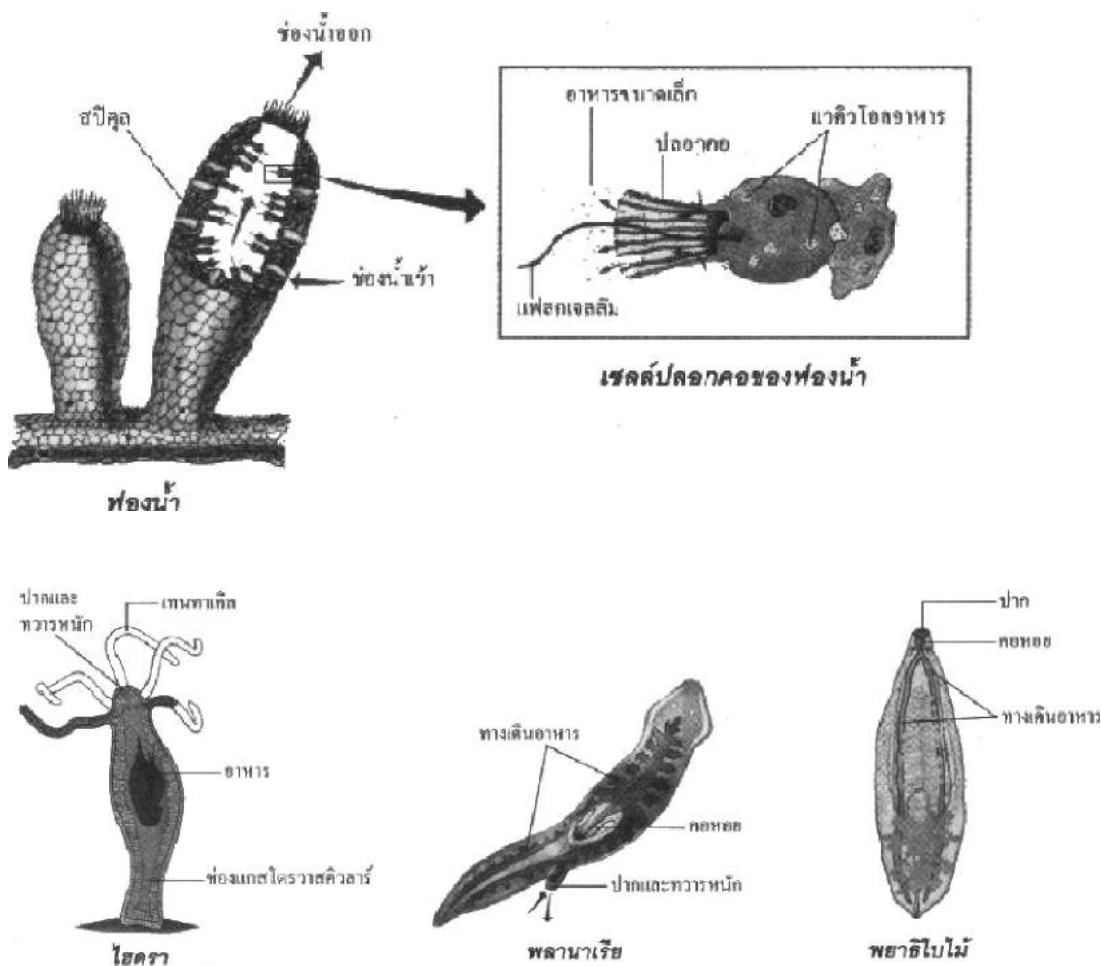 ช่องน้ำออก
สปิคุล
ช่องน้ำเข้า
อาหารขนาดเล็ก
แวคิวโอลอาหาร
ปลอกคอ
แฟลกเจลลัม
เซลล์ปลอกคอของฟองน้ำ
ฟองน้ำ
ปากและ
ทวารหนัก
เทนทาเคิล
อาหาร
ช่องแกสโตรวาสคิวลาร์
ไฮดรา
ทางเดินอาหาร
คอหอย
ปากและทวารหนัก
พลานาเรีย
ปาก
คอหอย
ทางเดินอาหาร
พยาธิใบไม้